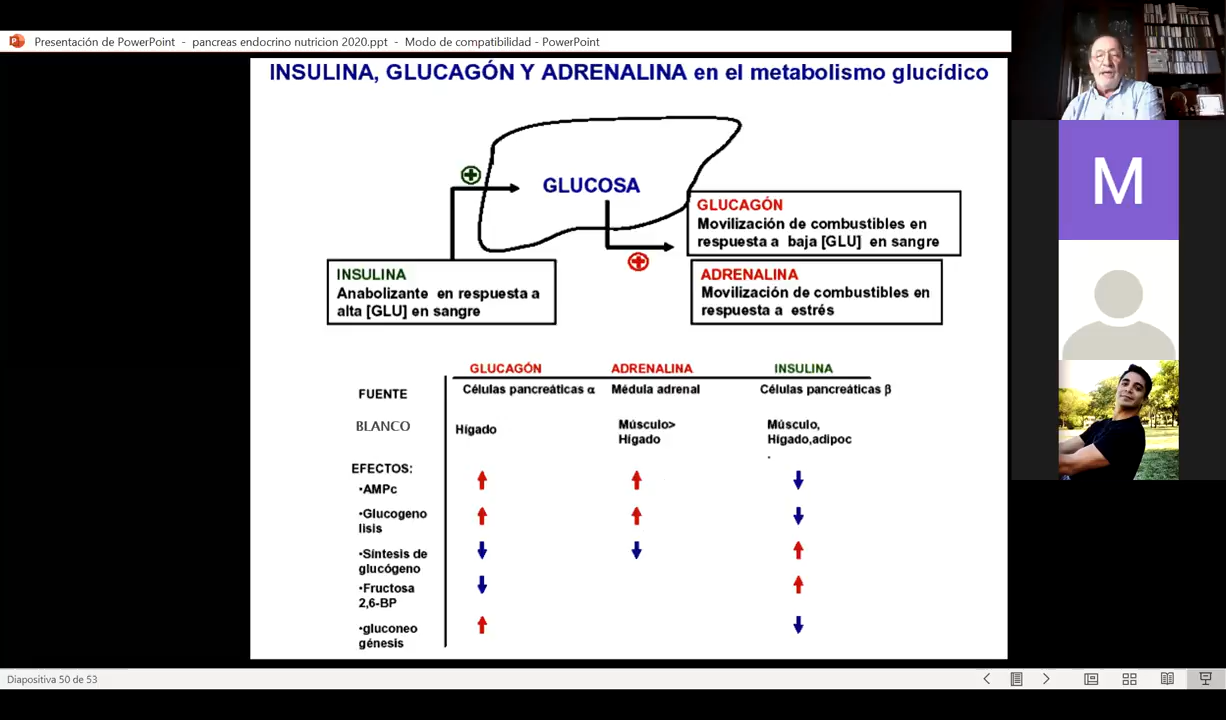 Presentación de PowerPoint - pancreas endocrino nutricion 2020.ppt - Modo de compatibilidad - PowerPoint
INSULINA, GLUCAGÓN Y ADRENALINA en el metabolismo glucídico
GLUCOSA
GLUCAGÓN
Movilización de combustibles en
respuesta a baja [GLU] en sangre
INSULINA
Anabolizante en respuesta a
alta [GLU] en sangre
ADRENALINA
Movilización de combustibles en
respuesta a estrés
GLUCAGÓN ADRENALINA INSULINA
FUENTE Células pancreáticas α Médula adrenal Células pancreáticas β
BLANCO Hígado Músculo> Músculo,
Hígado Hígado,adipoc
.
EFECTOS:
•AMPc
•Glucogeno
lisis
•Síntesis de
glucógeno
•Fructosa
2,6-BP
•gluconeo
génesis
Diapositiva 50 de 53
M